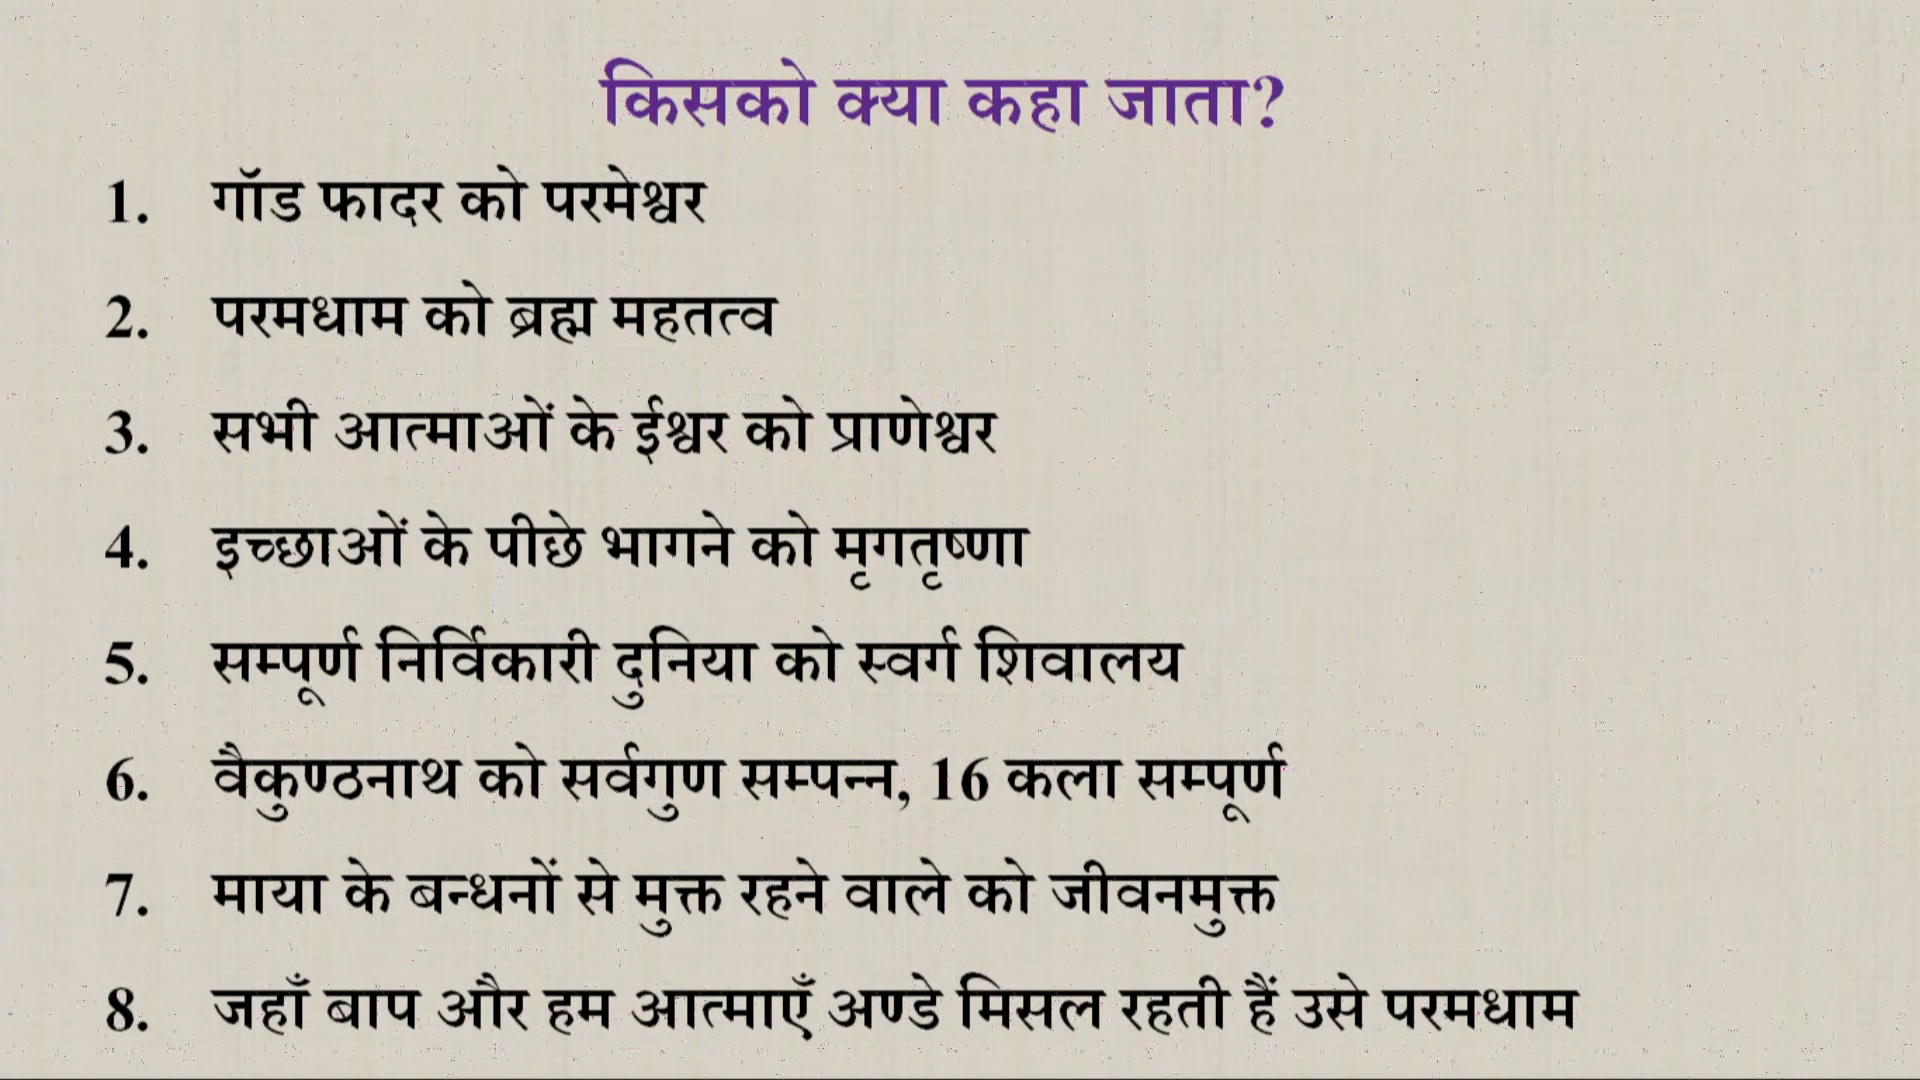 किसको क्या कहा जाता?
1. गॉड फादर को परमेश्वर
2. परमधाम को ब्रह्म महतत्व
3. सभी आत्माओं के ईश्वर को प्राणेश्वर
4. इच्छाओं के पीछे भागने को मृगतृष्णा
5. सम्पूर्ण निर्विकारी दुनिया को स्वर्ग शिवालय
6. वैकुण्ठनाथ को सर्वगुण सम्पन्न, 16 कला सम्पूर्ण
7. माया के बन्धनों से मुक्त रहने वाले को जीवनमुक्त
8. जहाँ बाप और हम आत्माएँ अण्डे मिसल रहती हैं उसे परमधाम